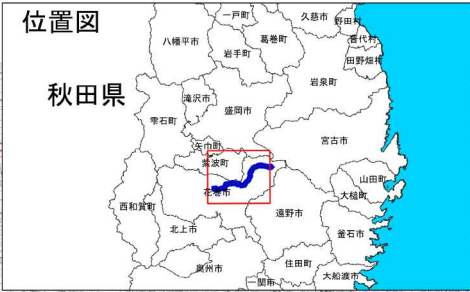 位置図
一戸町
久慈市
野田村
普代村
八幡平市
岩手町
葛巻町
田野畑村
秋田県
滝沢市
岩泉町
雫石町
盛岡市
宮古市
矢巾町
紫波町
山田町
花巻市
大槌町
西和賀町
遠野市
北上市
釜石市
奥州市
住田町
一関市
大船渡市